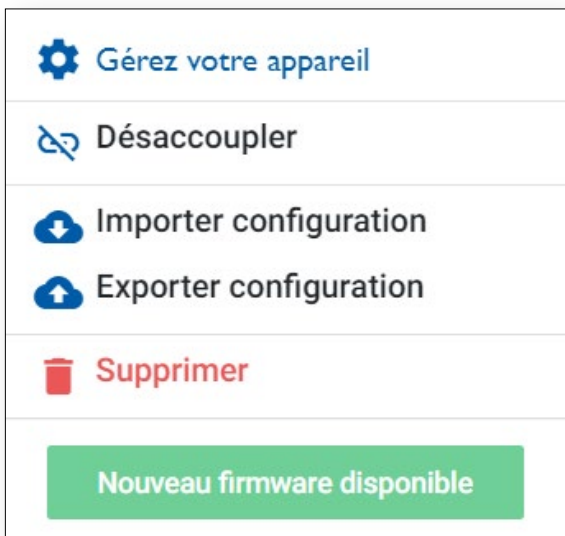 Gérez votre appareil
Désaccoupler
Importer configuration
Exporter configuration
Supprimer
Nouveau firmware disponible